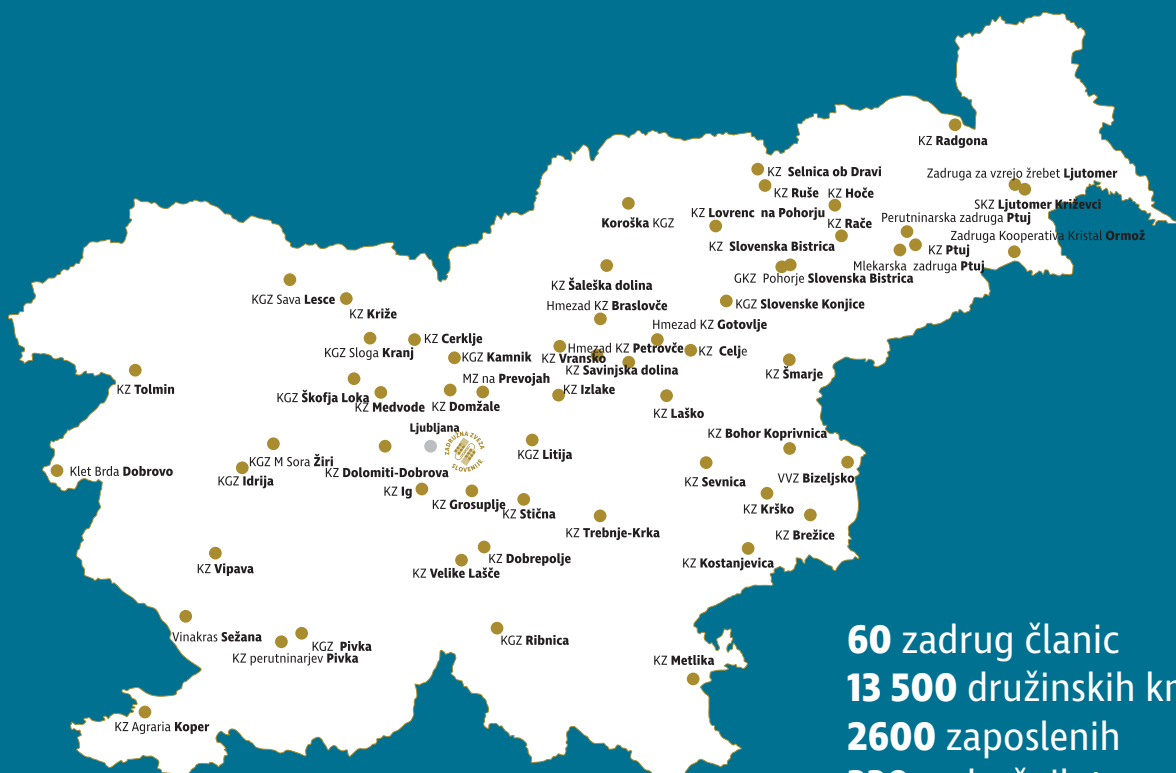 KZ Radgona
KZ Selnica ob Dravi
Zadruga za vzrejo žrebet Ljutomer
KZ Ruše
KZ Hoče
SKZ Ljutomer Križevci
KZ Lovrenc na Pohorju
Perutninarska zadruga Ptuj
Koroška KGZ
KZ Rače
Zadruga Kooperativa Kristal Ormož
KZ Slovenska Bistrica
KZ Ptuj
Mlekarska zadruga Ptuj
GKZ Pohorje Slovenska Bistrica
KZ Šaleška dolina
KGZ Sava Lesce
Hmezad KZ Braslovče
KGZ Slovenske Konjice
KZ Križe
Hmezad KZ Gotovlje
KZ Cerklje
KGZ Sloga Kranj
KGZ Kamnik
KZ Vransko
Hmezad KZ Petrovče
KZ Celje
KZ Savinjska dolina
KZ Šmarje
MZ na Prevojah
KZ Tolmin
KZ Izlake
KGZ Škofja Loka
KZ Medvode
KZ Domžale
KZ Laško
Ljubljana
ZADRUŽNA ZVEZA
SLOVENIJE
KZ Bohor Koprivnica
KGZ Litija
KGZ M Sora Žiri
Klet Brda Dobrovo
KZ Dolomiti-Dobrova
KGZ Idrija
KZ Sevnica
VVZ Bizeljsko
KZ Ig
KZ Grosuplje
KZ Stična
KZ Krško
KZ Trebnje-Krka
KZ Brežice
KZ Dobrepolje
KZ Kostanjevica
KZ Vipava
KZ Velike Lašče
Vinakras Sežana
KGZ Pivka
KZ perutninarjev Pivka
KGZ Ribnica
KZ Metlika
KZ Agraria Koper
60 zadrug članic
13 500 družinskih
2600 zaposlenih